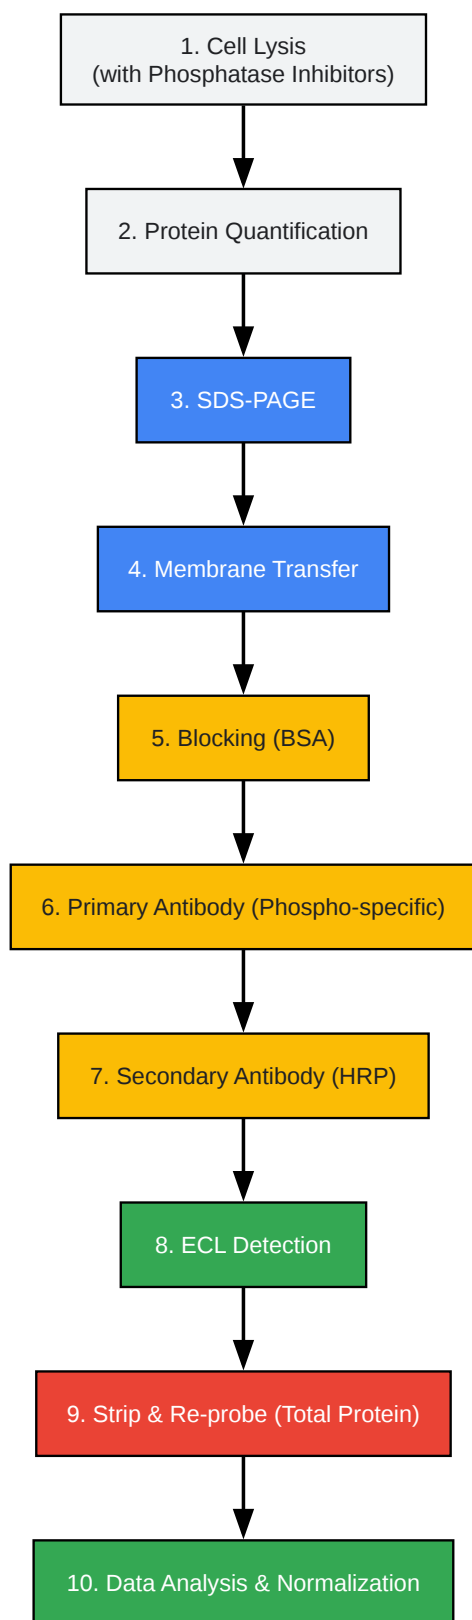 1. Cell Lysis
(with Phosphatase Inhibitors)
2. Protein Quantification
3. SDS-PAGE
4. Membrane Transfer
5. Blocking (BSA)
6. Primary Antibody (Phospho-specific)
7. Secondary Antibody (HRP)
8. ECL Detection
9. Strip & Re-probe (Total Protein)
10. Data Analysis & Normalization